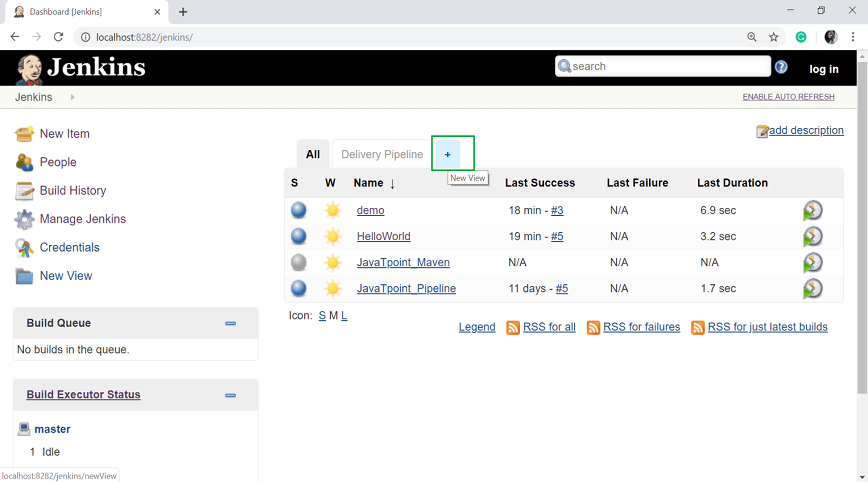 Dashboard [Jenkins]
localhost:8282/jenkins/
Jenkins
search
log in
Jenkins
ENABLE AUTO REFRESH
New Item
People
Build History
Manage Jenkins
Credentials
New View
Build Queue
No builds in the queue.
Build Executor Status
master
1 Idle
add description
All Delivery Pipeline +
New View
S W Name ↓ Last Success Last Failure Last Duration
demo 18 min - #3 N/A 6.9 sec
HelloWorld 19 min - #5 N/A 3.2 sec
JavaTpoint_Maven N/A N/A N/A
JavaTpoint_Pipeline 11 days - #5 N/A 1.7 sec
Icon: S M L
Legend RSS for all RSS for failures RSS for just latest builds
localhost:8282/jenkins/newView